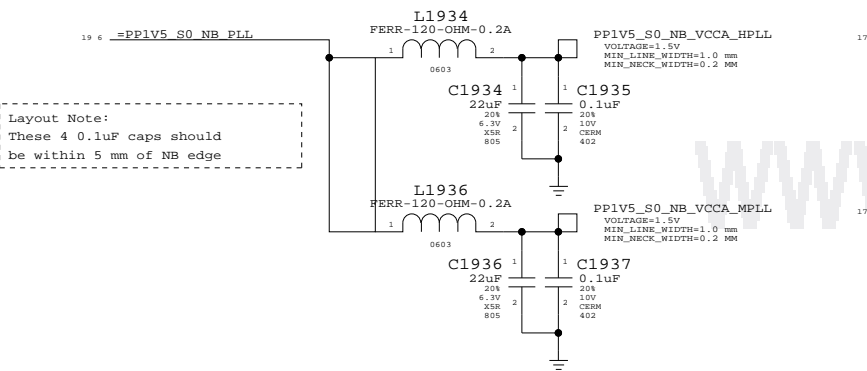 L1934
FERR-120-OHM-0.2A
19 6 =PP1V5_S0_NB_PLL
1 2
0603
PP1V5_S0_NB_VCCA_HPLL 17
VOLTAGE=1.5V
MIN_LINE_WIDTH=1.0 mm
MIN_NECK_WIDTH=0.2 MM
C1934
22uF
20%
6.3V
X5R
805
1
2
C1935
0.1uF
20%
10V
CERM
402
1
2
Layout Note:
These 4 0.1uF caps should
be within 5 mm of NB edge
L1936
FERR-120-OHM-0.2A
1 2
0603
PP1V5_S0_NB_VCCA_MPLL 17
VOLTAGE=1.5V
MIN_LINE_WIDTH=1.0 mm
MIN_NECK_WIDTH=0.2 MM
C1936
22uF
20%
6.3V
X5R
805
1
2
C1937
0.1uF
20%
10V
CERM
402
1
2